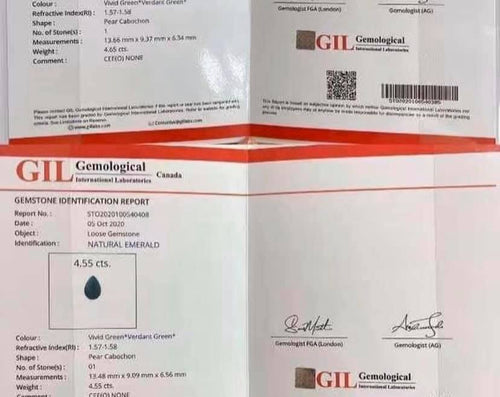 Colour : Vivid Green*Verdant Green*
Refractive Index(RI) : 1.57-1.58
Shape : Pear Cabochon
No. of Stone(s) : 1
Measurements : 13.66 mm x 9.37 mm x 6.34 mm
Weight : 4.65 cts.
Comment : CE(O) NONE
Gemologist FGA (London)
Gemologist (AG)
GIL Gemological
International Laboratories
GIL Gemological
International Laboratories Canada
GEMSTONE IDENTIFICATION REPORT
Report No. : STO2020100540408
Date : 05 Oct 2020
Object : Loose Gemstone
Identification : NATURAL EMERALD
4.55 cts.
Colour : Vivid Green*Verdant Green*
Refractive Index(RI) : 1.57-1.58
Shape : Pear Cabochon
No. of Stone(s) : 01
Measurements : 13.48 mm x 9.09 mm x 6.56 mm
Weight : 4.55 cts.
Comment : CE(O) NONE
Gemologist FGA (London)
Gemologist (AG)
GIL Gemological
International Laboratories